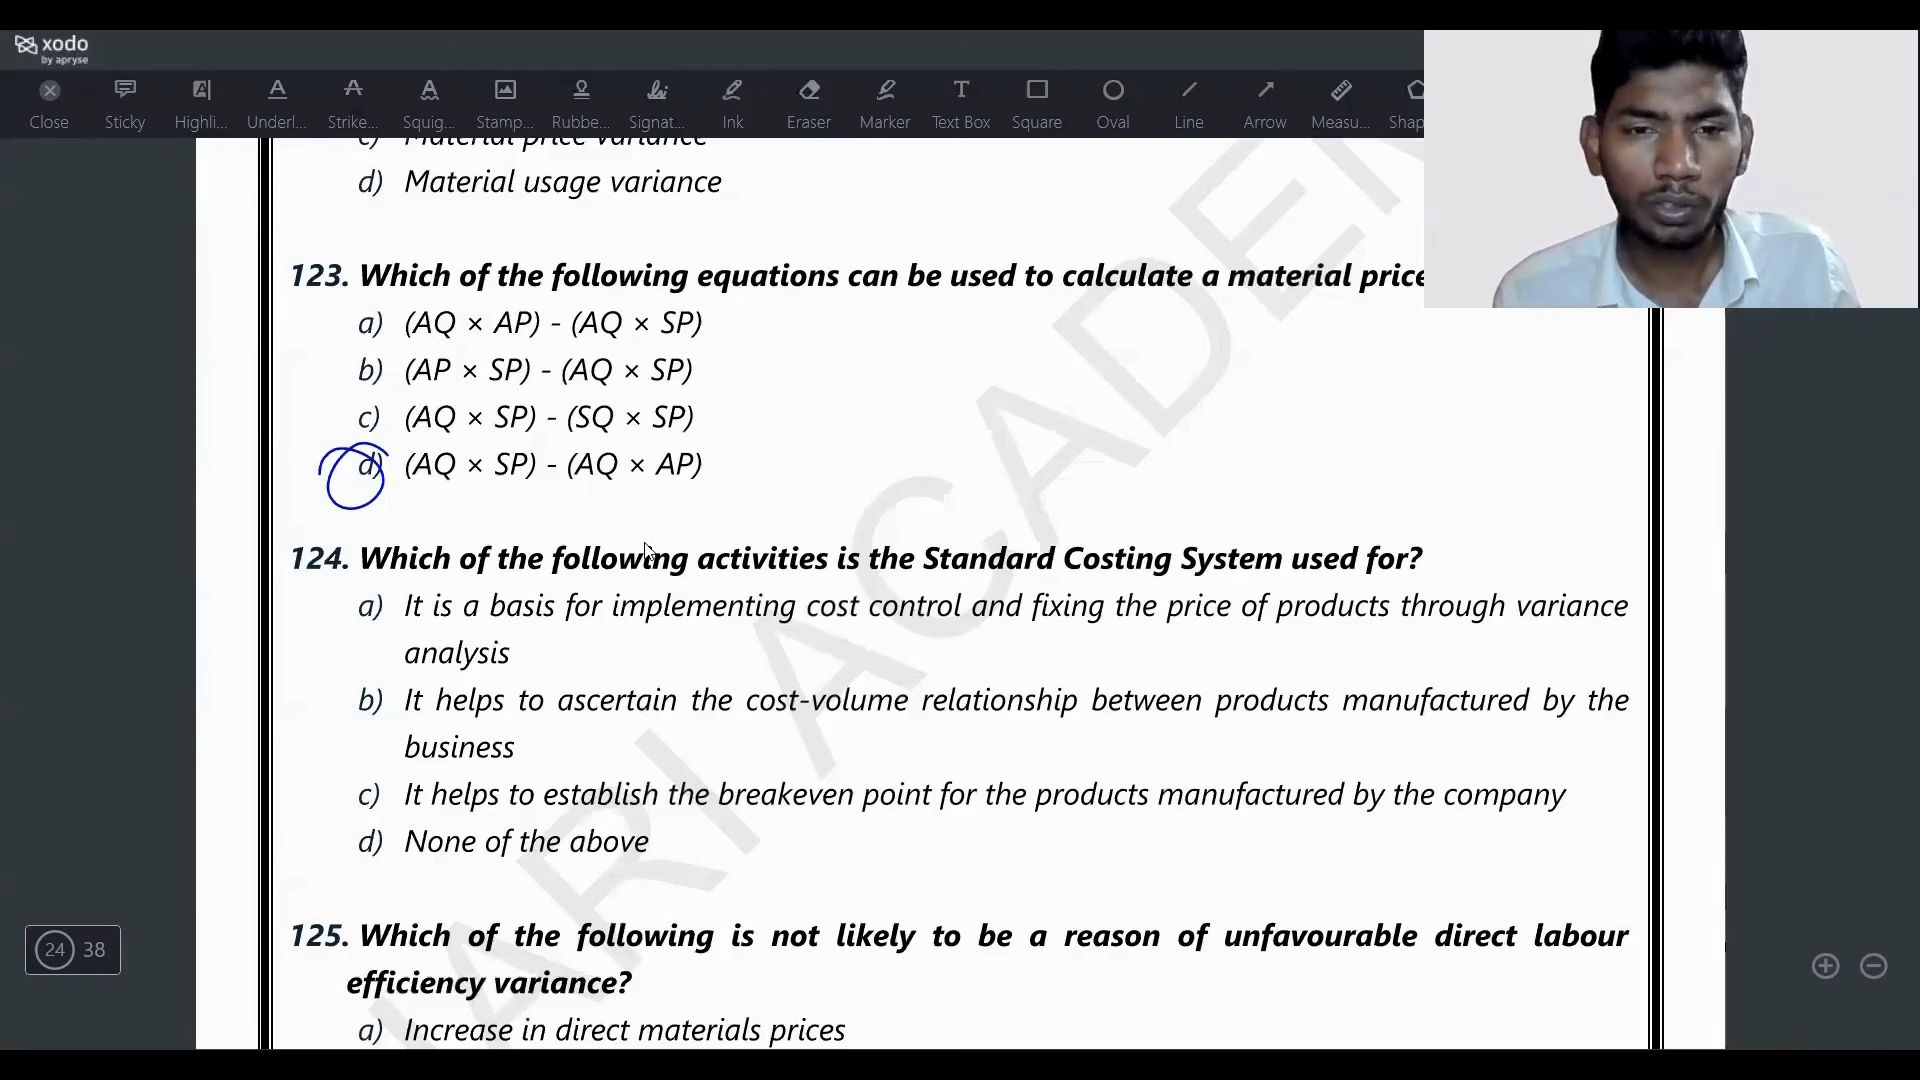 xodo
by apryse
Close
Sticky
Highli...
Underl...
Strike...
Squig...
Stamp...
Rubbe...
Signat...
Ink
Eraser
Marker
Text Box
Square
Oval
Line
Arrow
Measu...
c) Material price variance
d) Material usage variance
123. Which of the following equations can be used to calculate a material price
a) (AQ × AP) - (AQ × SP)
b) (AP × SP) - (AQ × SP)
c) (AQ × SP) - (SQ × SP)
d) (AQ × SP) - (AQ × AP)
124. Which of the following activities is the Standard Costing System used for?
a) It is a basis for implementing cost control and fixing the price of products through variance
analysis
b) It helps to ascertain the cost-volume relationship between products manufactured by the
business
c) It helps to establish the breakeven point for the products manufactured by the company
d) None of the above
125. Which of the following is not likely to be a reason of unfavourable direct labour
efficiency variance?
a) Increase in direct materials prices
24 38
ARI ACADEM